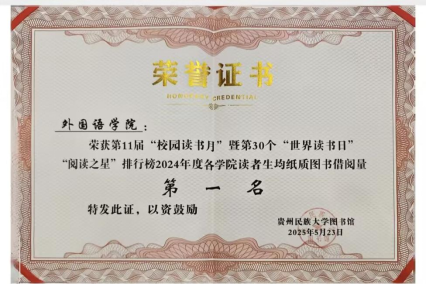 荣誉证书
HONORARY CREDENTIAL
外国语学院：
荣获第11届“校园读书月”暨第30个“世界读书日”
“阅读之星”排行榜2024年度各学院读者生均纸质图书借阅量
第一名
特发此证，以资鼓励
贵州民族大学图书馆
2025年5月23日